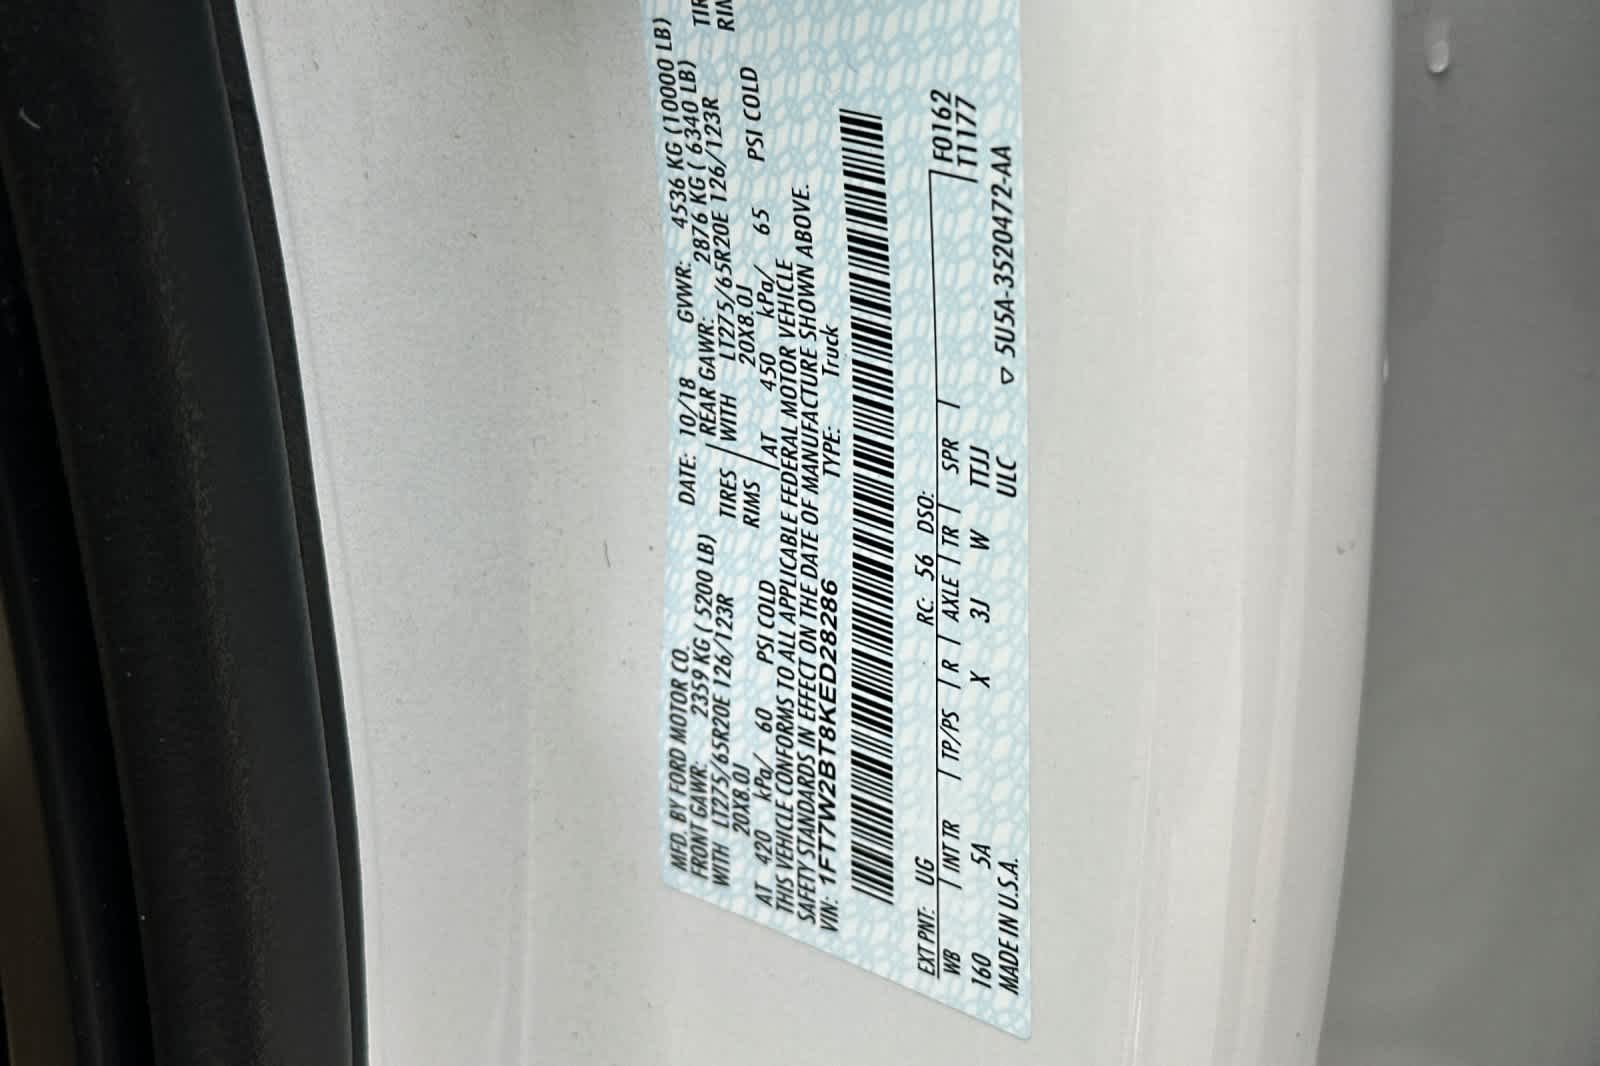 MFD. BY FORD MOTOR CO. DATE: 10/18 GVWR: 4536 KG (10000 LB)
FRONT GAWR: 2359 KG ( 5200 LB) REAR GAWR: 2876 KG ( 6340 LB)
WITH LT275/65R20E 126/123R TIRES WITH LT275/65R20E 126/123R TIR
20X8.0J RIMS 20X8.0J RIM
AT 420 kPa/ 60 PSI COLD AT 450 kPa/ 65 PSI COLD
THIS VEHICLE CONFORMS TO ALL APPLICABLE FEDERAL MOTOR VEHICLE
SAFETY STANDARDS IN EFFECT ON THE DATE OF MANUFACTURE SHOWN ABOVE.
VIN: 1FT7W2BT8KED28286 TYPE: Truck
EXT PNT: UG RC: 56 DSO: F0162
WB / INT TR / TP/PS / R / AXLE / TR / SPR / T1177
160 5A X 3J W TJJ
MADE IN U.S.A. ULC ▽ 5U5A-3520472-AA